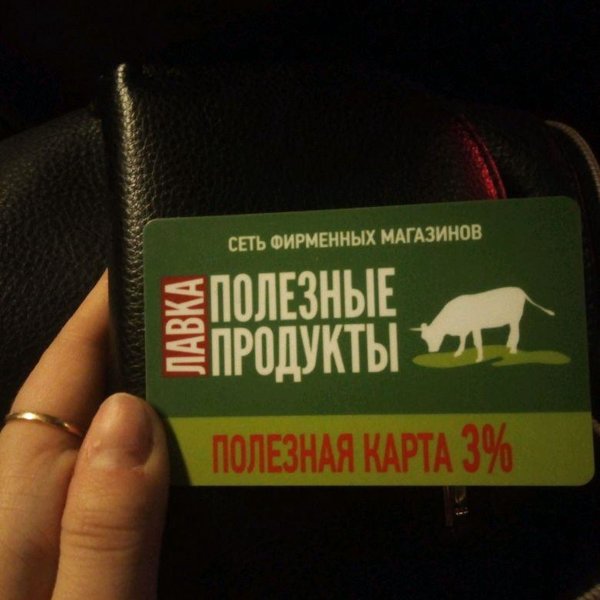 СЕТЬ ФИРМЕННЫХ МАГАЗИНОВ
ЛАВКА
ПОЛЕЗНЫЕ
ПРОДУКТЫ
ПОЛЕЗНАЯ КАРТА 3%